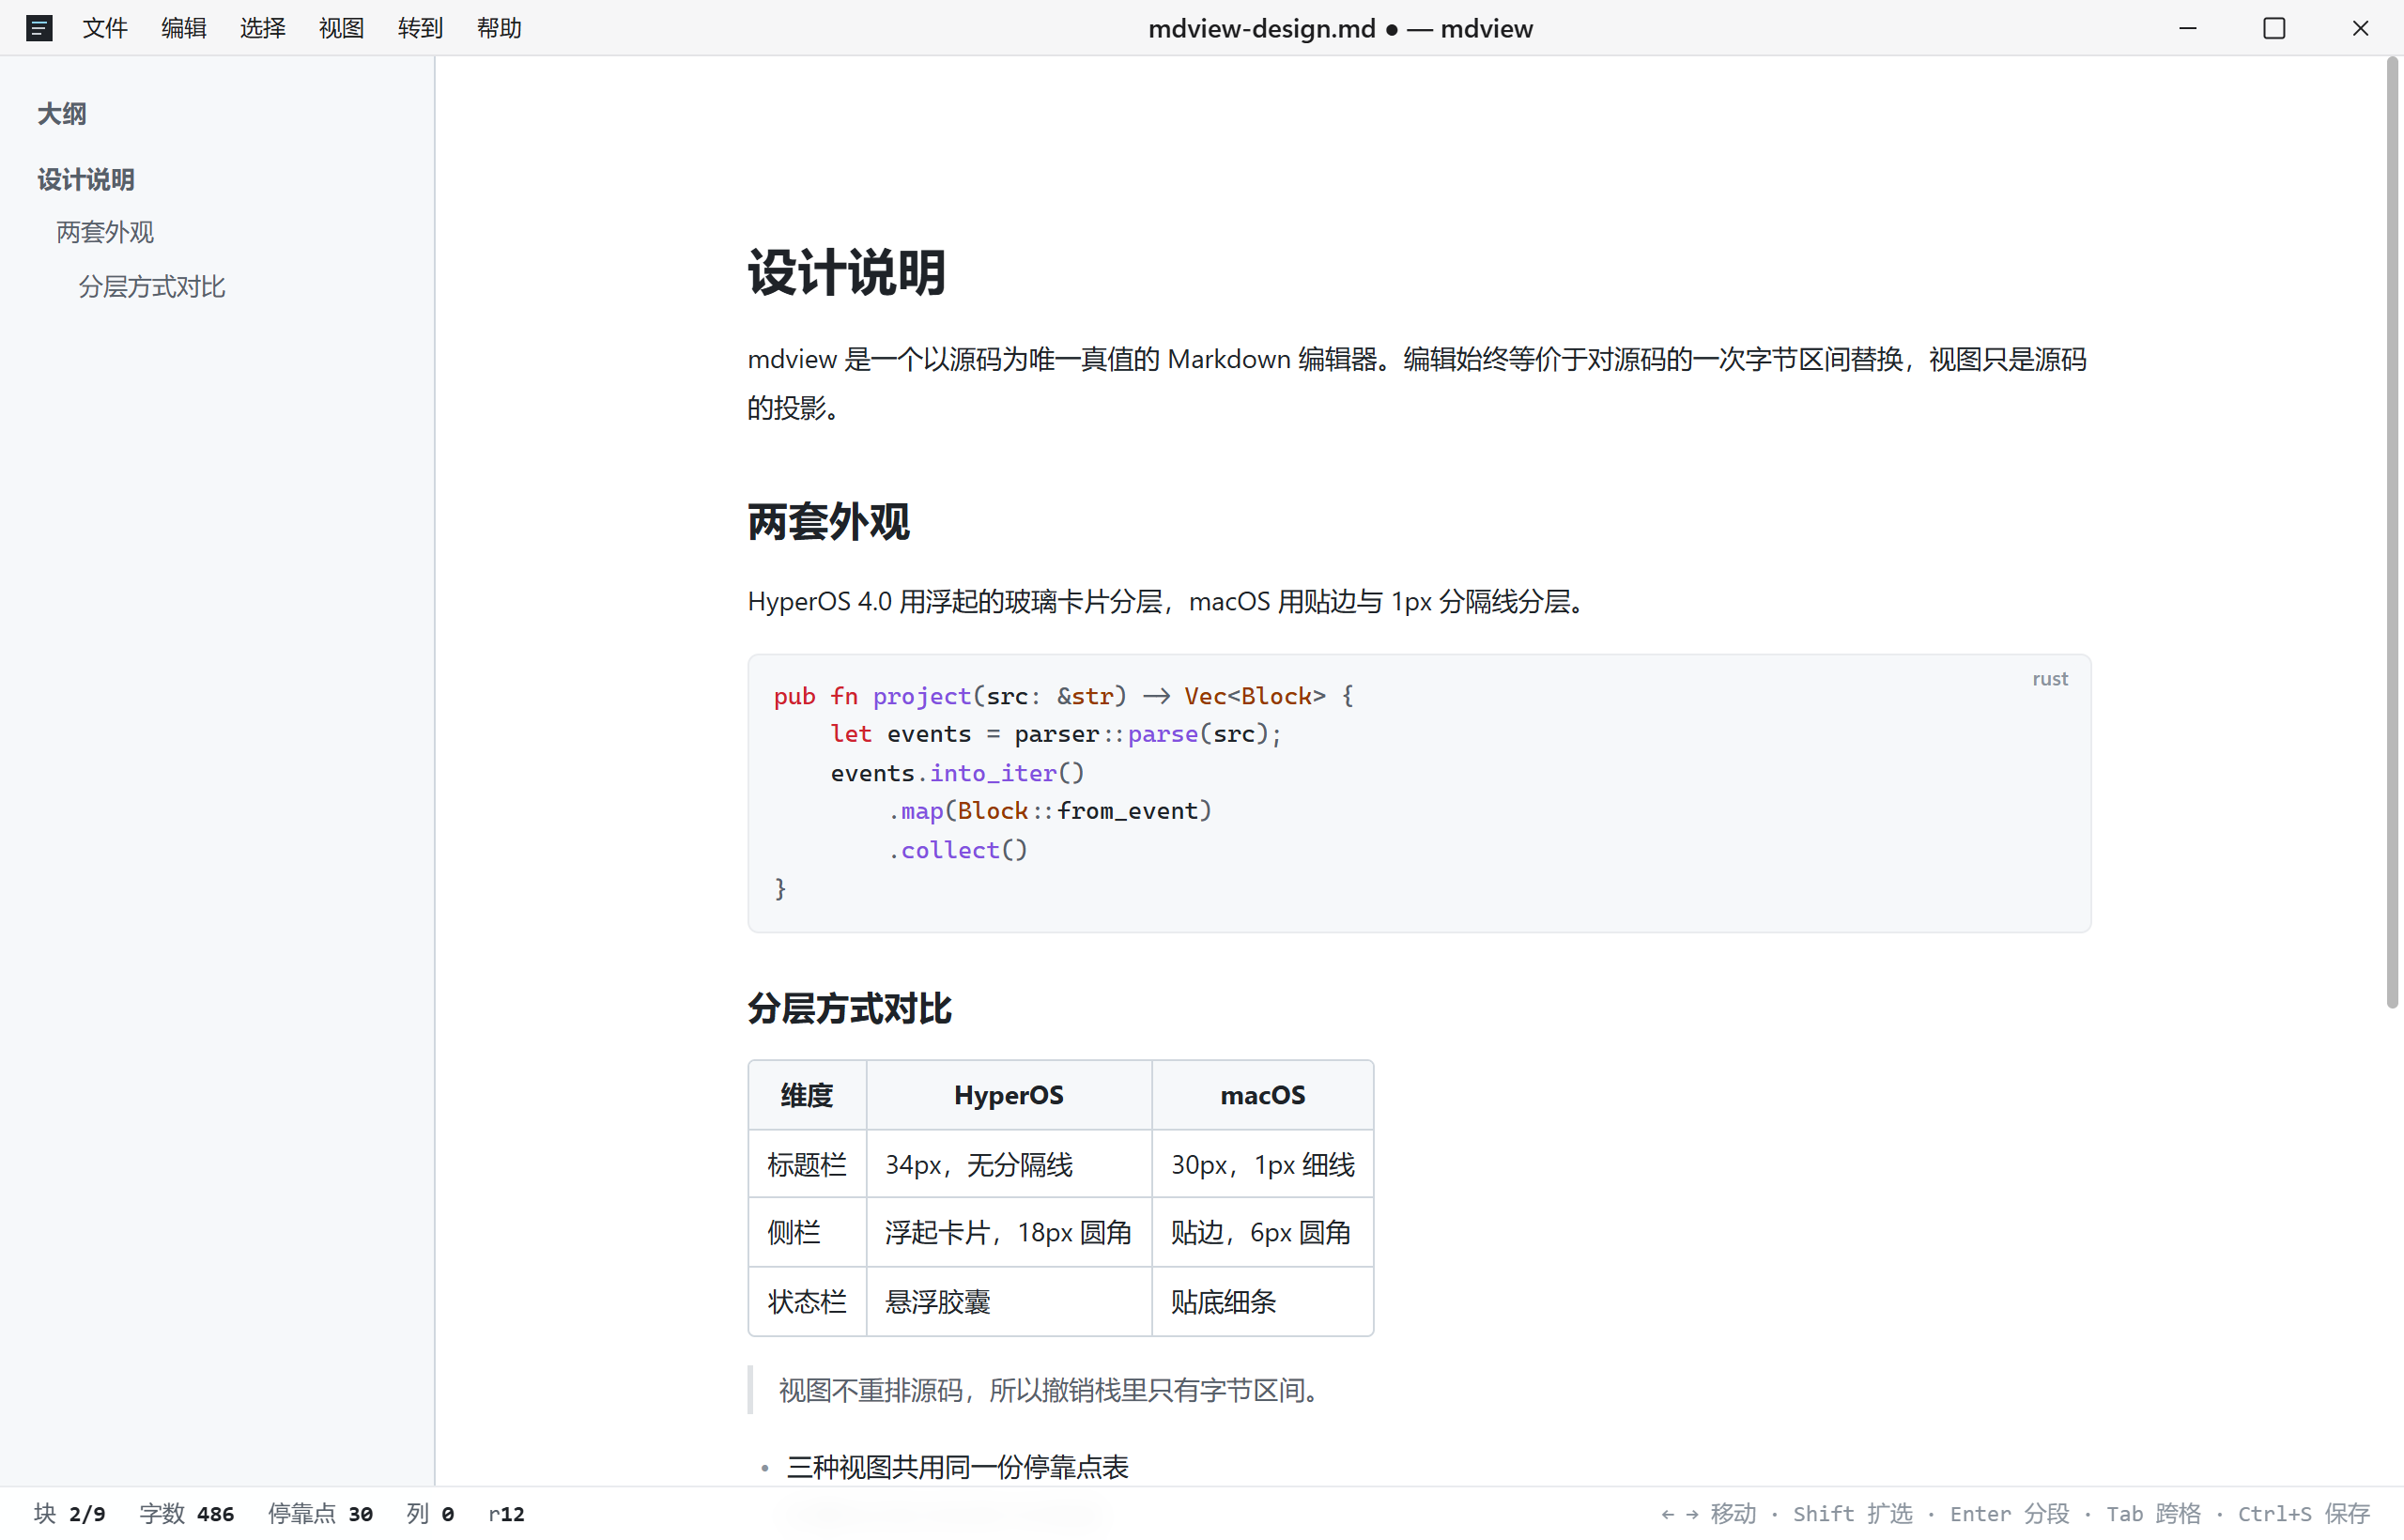 文件 编辑 选择 视图 转到 帮助
mdview-design.md ● — mdview
大纲
设计说明
两套外观
分层方式对比
设计说明
mdview 是一个以源码为唯一真值的 Markdown 编辑器。编辑始终等价于对源码的一次字节区间替换，视图只是源码
的投影。
两套外观
HyperOS 4.0 用浮起的玻璃卡片分层，macOS 用贴边与 1px 分隔线分层。
rust
pub fn project(src: &str) -> Vec<Block> {
    let events = parser::parse(src);
    events.into_iter()
        .map(Block::from_event)
        .collect()
}
分层方式对比
维度 HyperOS macOS
标题栏 34px，无分隔线 30px，1px 细线
侧栏 浮起卡片，18px 圆角 贴边，6px 圆角
状态栏 悬浮胶囊 贴底细条
视图不重排源码，所以撤销栈里只有字节区间。
• 三种视图共用同一份停靠点表
块 2/9 字数 486 停靠点 30 列 0 r12
← → 移动 · Shift 扩选 · Enter 分段 · Tab 跨格 · Ctrl+S 保存